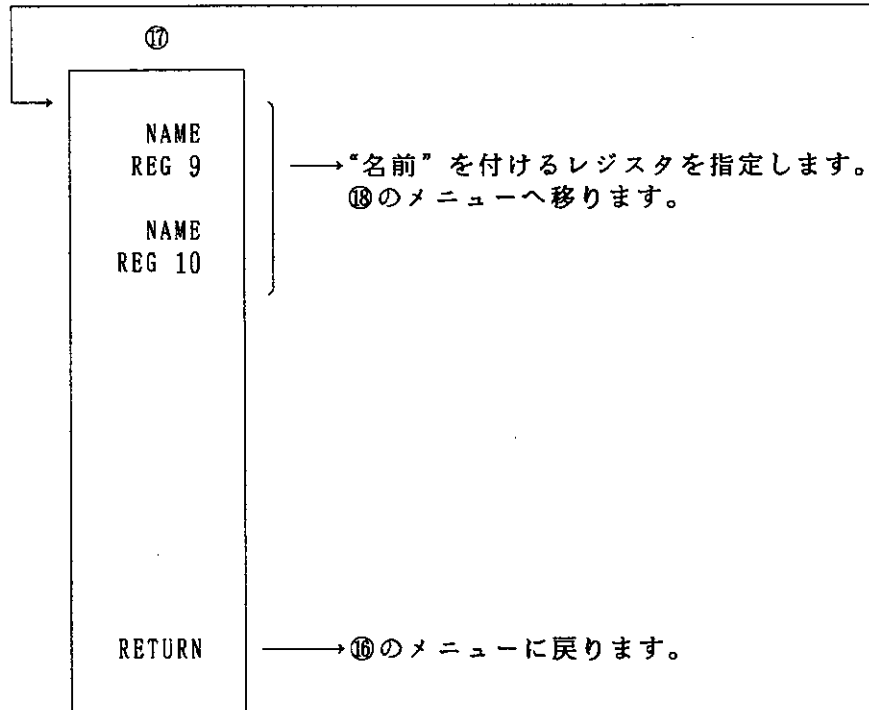 ⑰
NAME
REG 9
→“名前”を付けるレジスタを指定します。
⑱のメニューへ移ります。
NAME
REG 10
RETURN
→⑯のメニューに戻ります。